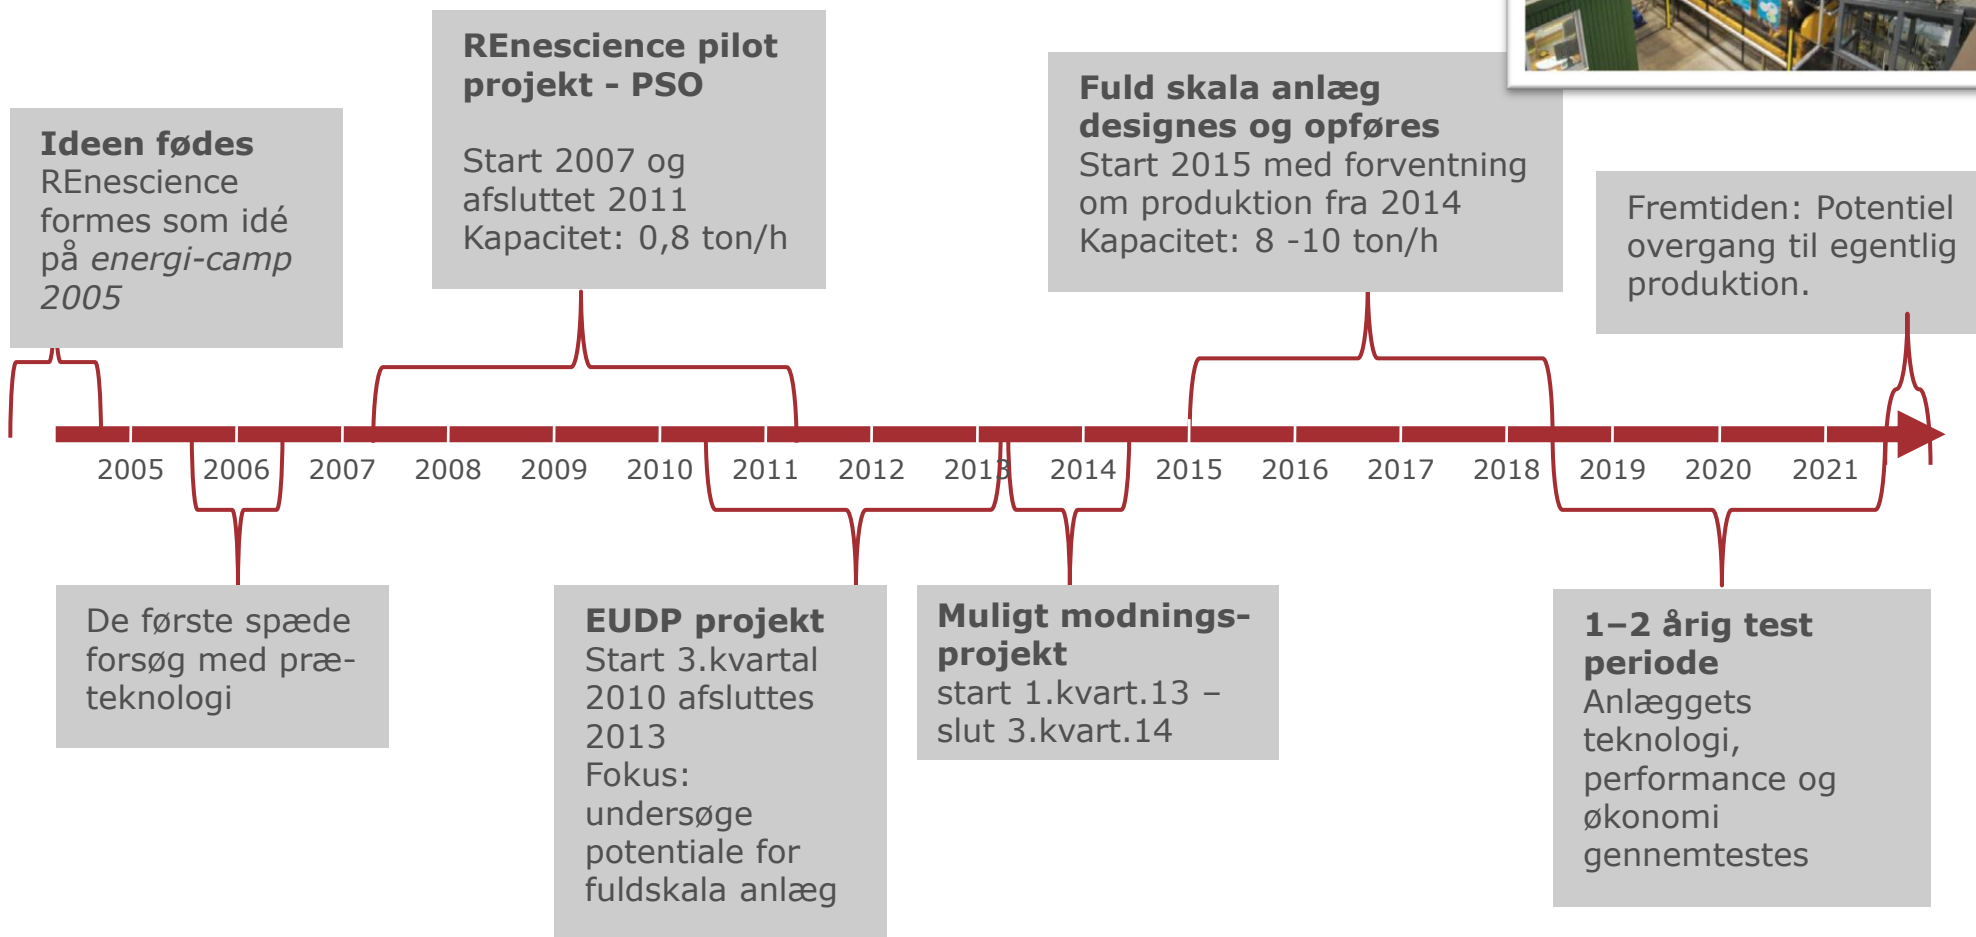 Ideen fødes
REnescience
formes som idé
på energi-camp
2005
REnescience pilot
projekt - PSO
Start 2007 og
afsluttet 2011
Kapacitet: 0,8 ton/h
Fuld skala anlæg
designes og opføres
Start 2015 med forventning
om produktion fra 2014
Kapacitet: 8 -10 ton/h
Fremtiden: Potentiel
overgang til egentlig
produktion.
2005 2006 2007 2008 2009 2010 2011 2012 2013 2014 2015 2016 2017 2018 2019 2020 2021
De første spæde
forsøg med præ-
teknologi
EUDP projekt
Start 3.kvartal
2010 afsluttes
2013
Fokus:
undersøge
potentiale for
fuldskala anlæg
Muligt modnings-
projekt
start 1.kvart.13 –
slut 3.kvart.14
1–2 årig test
periode
Anlæggets
teknologi,
performance og
økonomi
gennemtestes